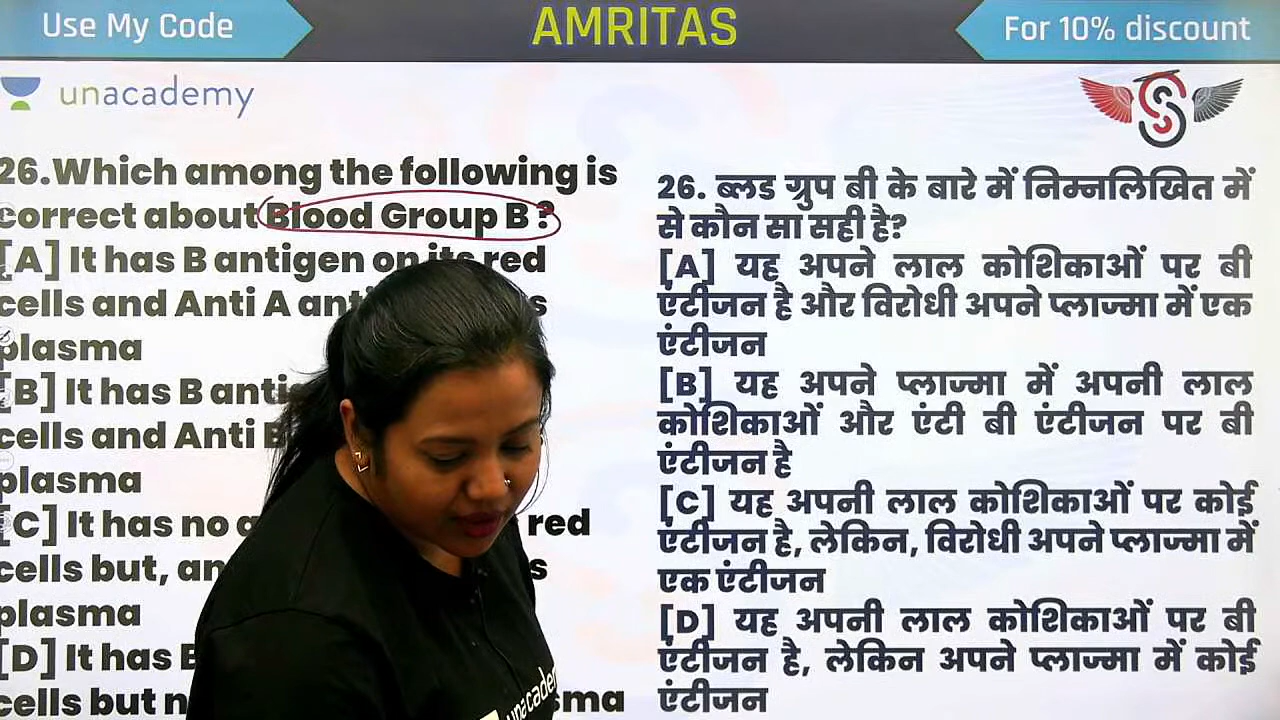 Use My Code
AMRITAS
For 10% discount
unacademy
26.Which among the following is
correct about Blood Group B ?
[A] It has B antigen on its red
cells and Anti A
plasma
[B] It has B
cells and Anti B
plasma
[C] It has no red
cells but,
plasma
[D] It has B
cells but
26. ब्लड ग्रुप बी के बारे में निम्नलिखित में
से कौन सा सही है?
[A] यह अपने लाल कोशिकाओं पर बी
एंटीजन है और विरोधी अपने प्लाज्मा में एक
एंटीजन
[B] यह अपने प्लाज्मा में अपनी लाल
कोशिकाओं और एंटी बी एंटीजन पर बी
एंटीजन है
[C] यह अपनी लाल कोशिकाओं पर कोई
एंटीजन है, लेकिन, विरोधी अपने प्लाज्मा में
एक एंटीजन
[D] यह अपनी लाल कोशिकाओं पर बी
एंटीजन है, लेकिन अपने प्लाज्मा में कोई
एंटीजन
unacademy